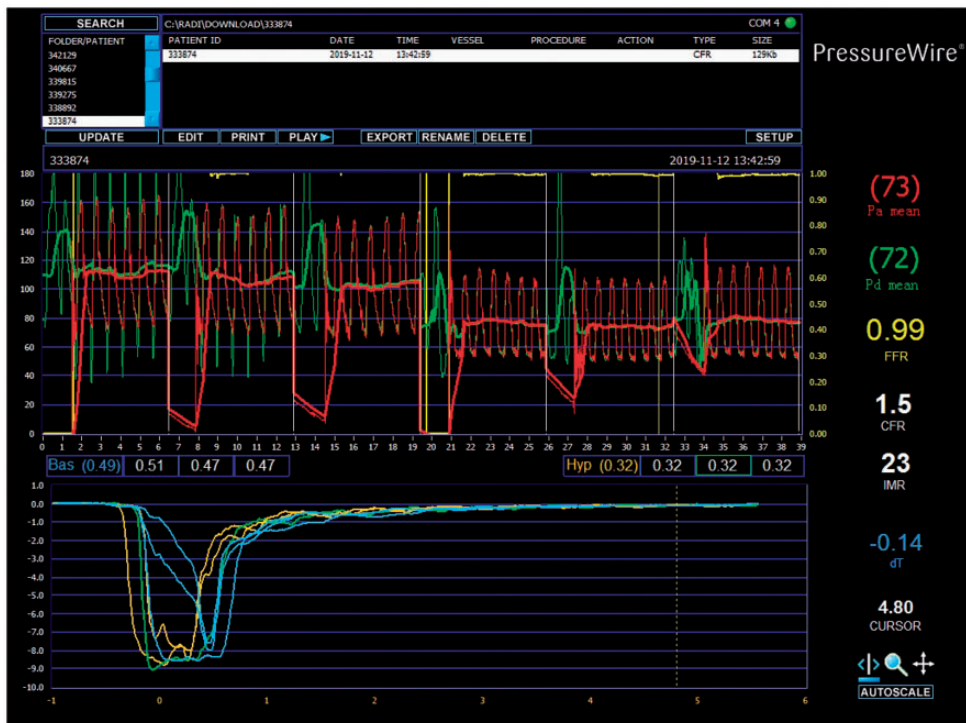 SEARCH
C:\RADI\DOWNLOAD\333874
COM 4
FOLDER/PATIENT
342129
340667
339815
339275
338892
333874
PATIENT ID DATE TIME VESSEL PROCEDURE ACTION TYPE SIZE
333874 2019-11-12 13:42:59 CFR 129Kb
PressureWire®
UPDATE EDIT PRINT PLAY EXPORT RENAME DELETE SETUP
333874 2019-11-12 13:42:59
180
160
140
120
100
80
60
40
20
0
1.00
0.90
0.80
0.70
0.60
0.50
0.40
0.30
0.20
0.10
0.00
0 1 2 3 4 5 6 7 8 9 10 11 12 13 14 15 16 17 18 19 20 21 22 23 24 25 26 27 28 29 30 31 32 33 34 35 36 37 38 39
(73)
Pa mean
(72)
Pd mean
0.99
FFR
1.5
CFR
23
IMR
-0.14
dT
4.80
CURSOR
AUTOSCALE
Bas (0.49) 0.51 0.47 0.47 Hyp (0.32) 0.32 0.32 0.32
1.0
0.0
-1.0
-2.0
-3.0
-4.0
-5.0
-6.0
-7.0
-8.0
-9.0
-10.0
-1 0 1 2 3 4 5 6